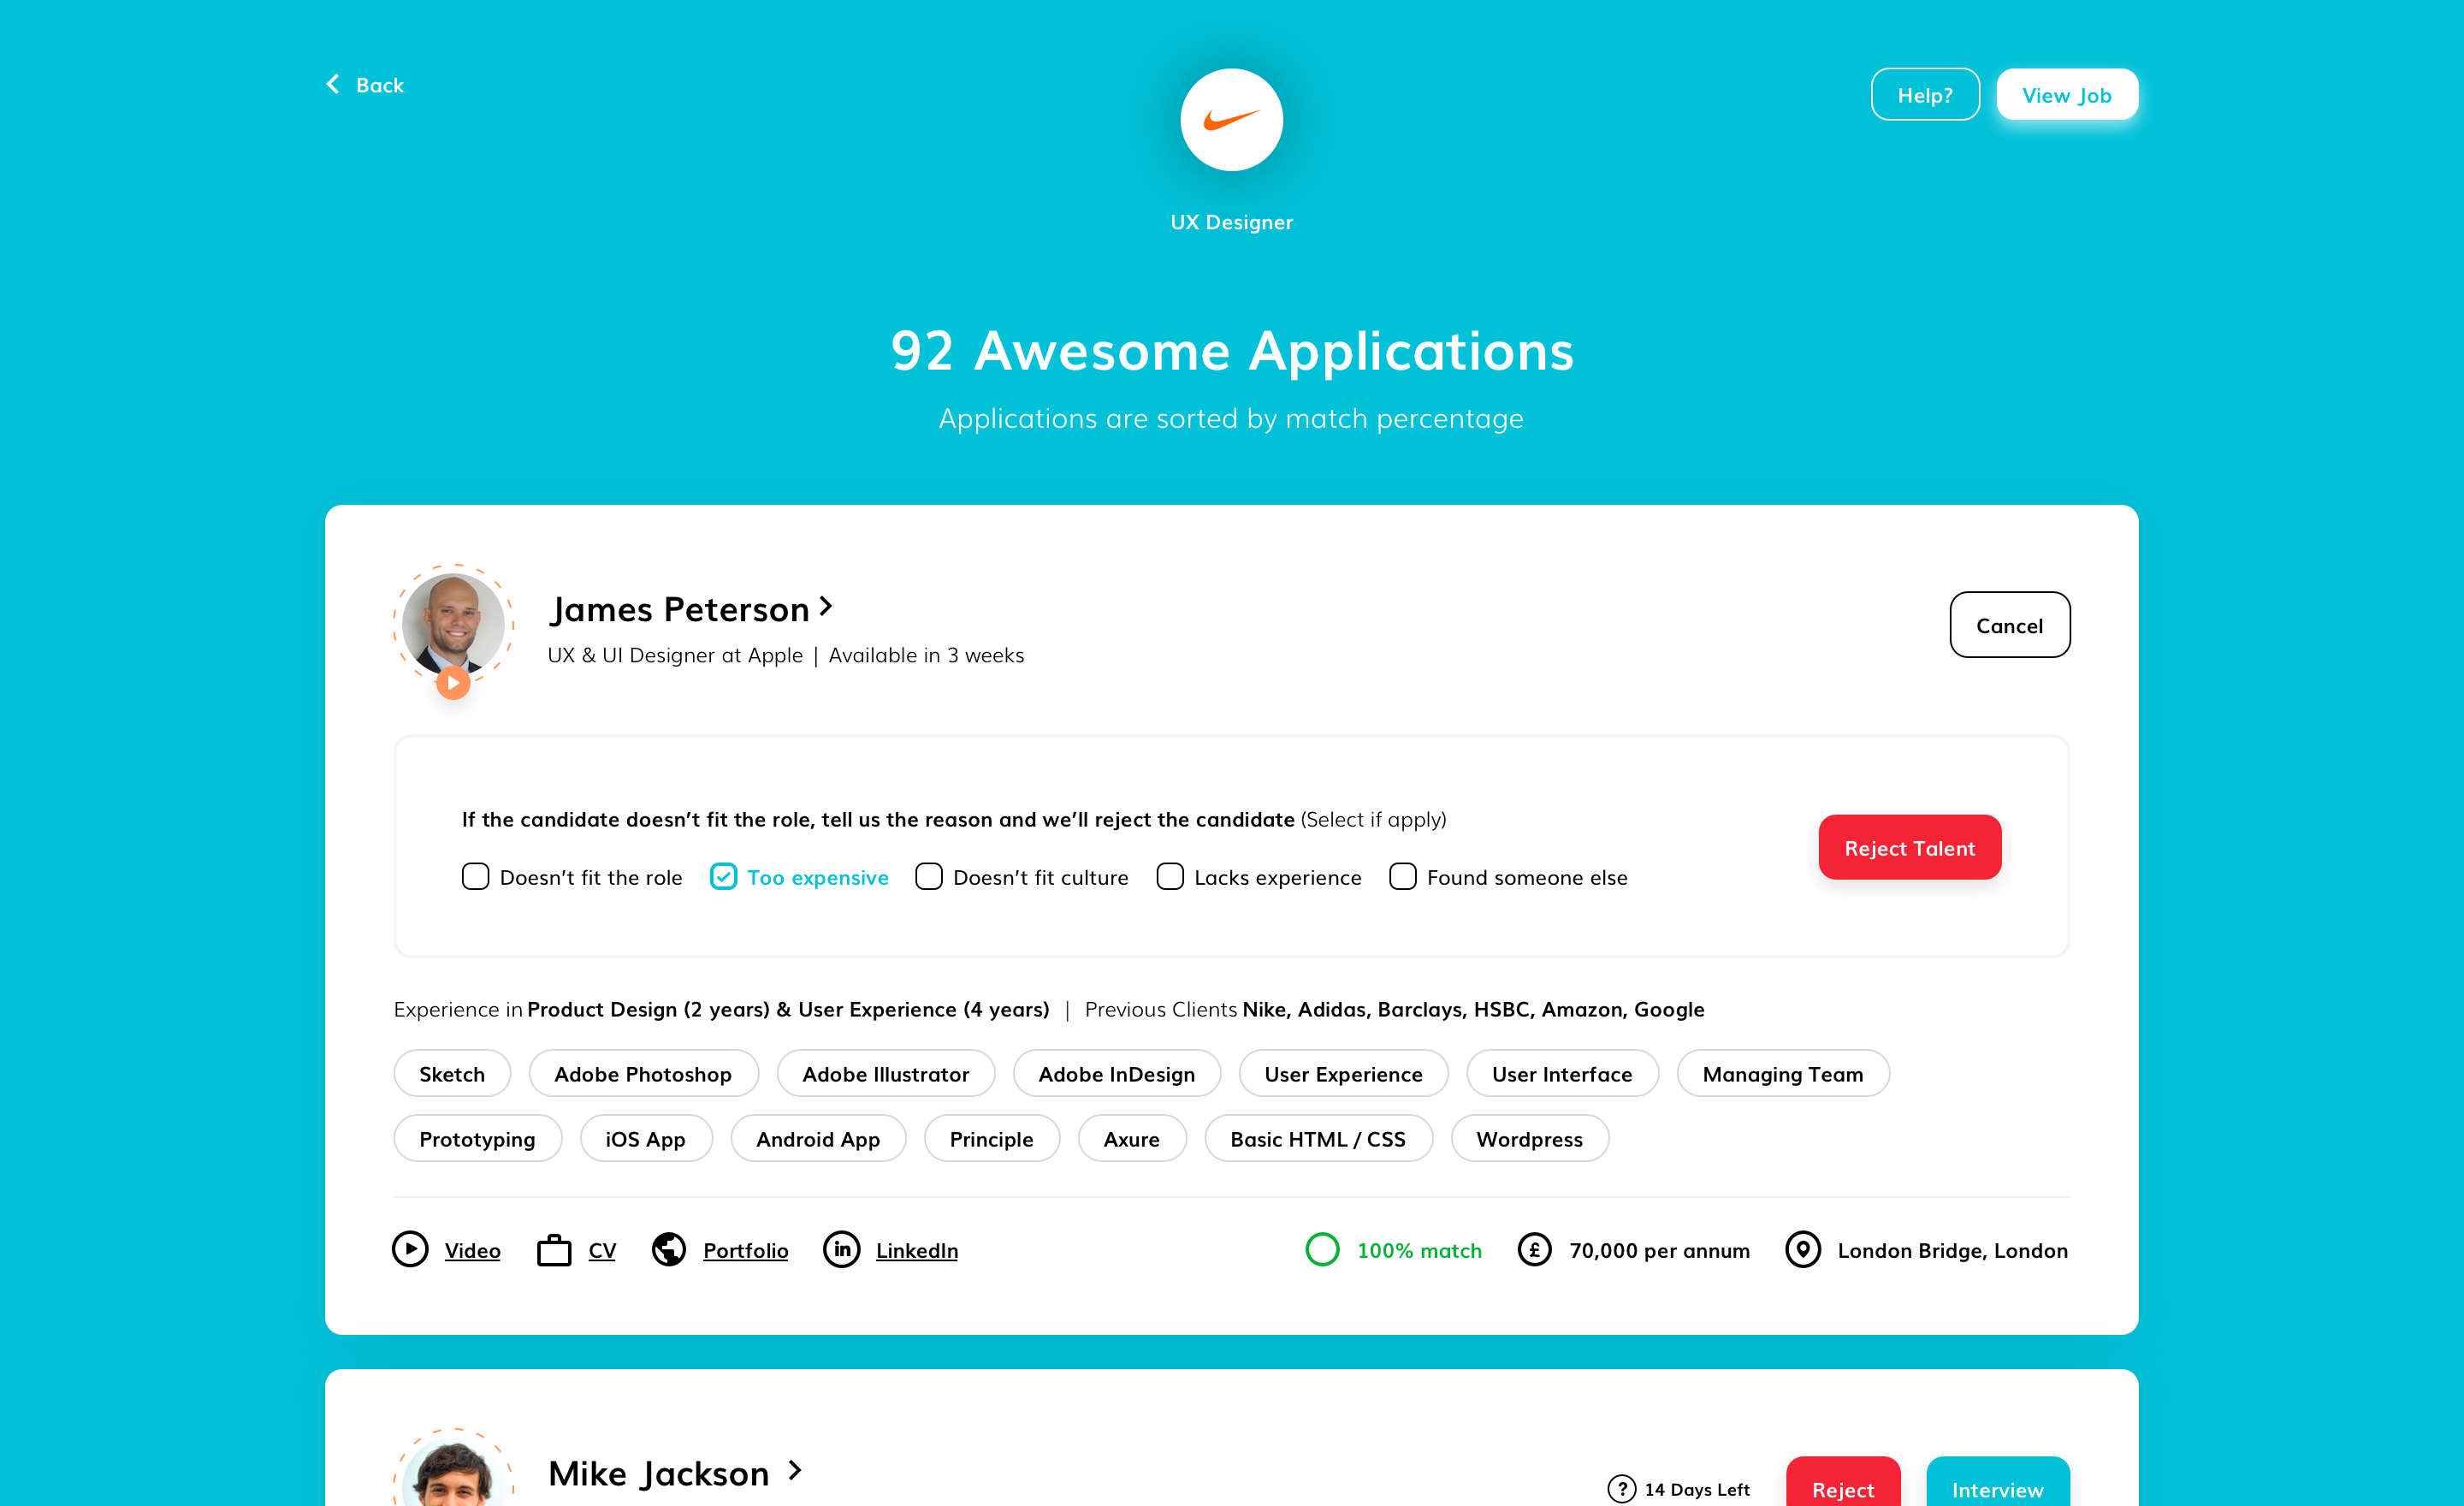 Back
Help?
View Job
UX Designer
92 Awesome Applications
Applications are sorted by match percentage
James Peterson
UX & UI Designer at Apple | Available in 3 weeks
Cancel
If the candidate doesn’t fit the role, tell us the reason and we’ll reject the candidate (Select if apply)
Doesn’t fit the role
Too expensive
Doesn’t fit culture
Lacks experience
Found someone else
Reject Talent
Experience in Product Design (2 years) & User Experience (4 years) | Previous Clients Nike, Adidas, Barclays, HSBC, Amazon, Google
Sketch
Adobe Photoshop
Adobe Illustrator
Adobe InDesign
User Experience
User Interface
Managing Team
Prototyping
iOS App
Android App
Principle
Axure
Basic HTML / CSS
Wordpress
Video
CV
Portfolio
in
LinkedIn
100% match
£
70,000 per annum
London Bridge, London
Mike Jackson
?
14 Days Left
Reject
Interview